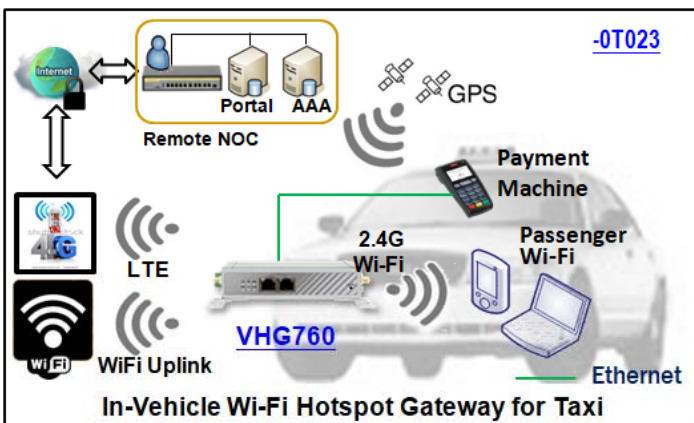 -0T023
Internet
Portal
AAA
Remote NOC
GPS
Payment
Machine
2.4G
Wi-Fi
Passenger
Wi-Fi
4G
LTE
VHG760
Wi Fi
WiFi Uplink
Ethernet
In-Vehicle Wi-Fi Hotspot Gateway for Taxi